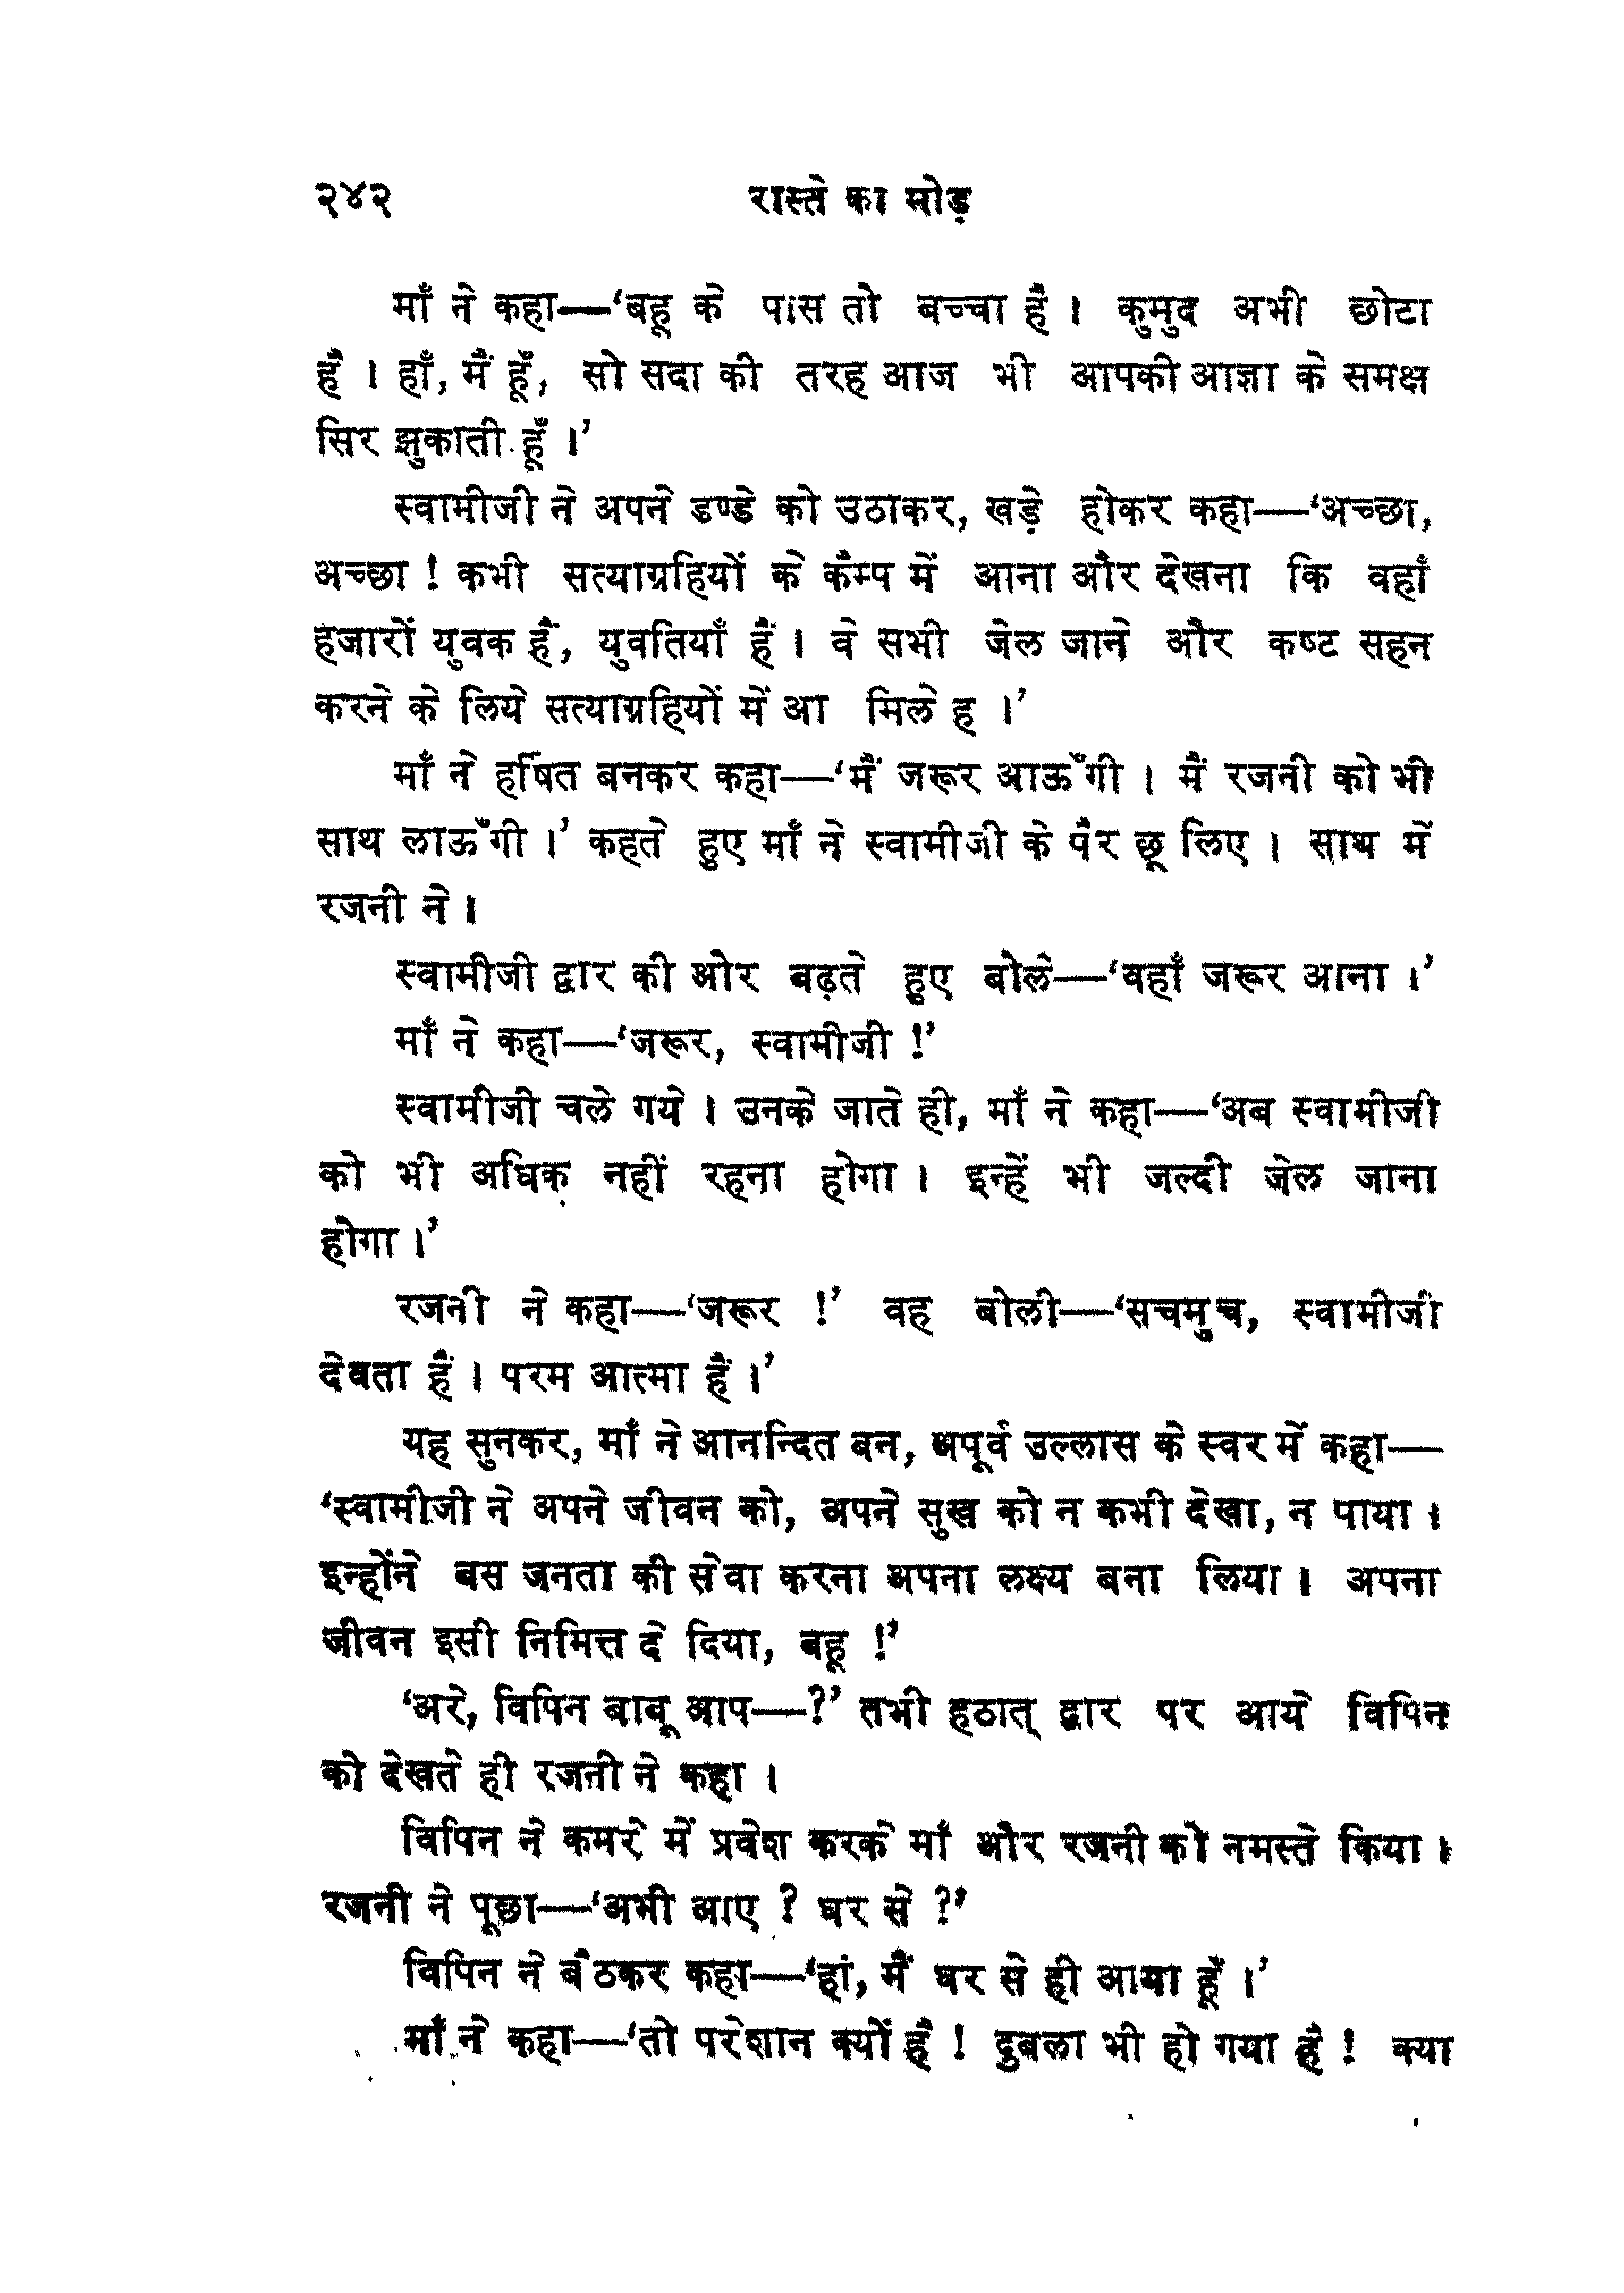 २४२ रास्ते का मोड़
माँ ने कहा—‘बहू के पास तो बच्चा है । कुमुद अभी छोटा
है । हाँ, मैं हूँ, सो सदा की तरह आज भी आपकी आज्ञा के समक्ष
सिर झुकाती हूँ ।’
स्वामीजी ने अपने डण्डे को उठाकर, खड़े होकर कहा—‘अच्छा,
अच्छा ! कभी सत्याग्रहियों के कैम्प में आना और देखना कि वहाँ
हजारों युवक हैं, युवतियाँ हैं । वे सभी जेल जाने और कष्ट सहन
करने के लिये सत्याग्रहियों में आ मिले ह ।’
माँ ने हर्षित बनकर कहा—‘मैं जरूर आऊँगी । मैं रजनी को भी
साथ लाऊँगी ।’ कहते हुए माँ ने स्वामीजी के पैर छू लिए । साथ में
रजनी ने ।
स्वामीजी द्वार की ओर बढ़ते हुए बोले—‘वहाँ जरूर आना ।’
माँ ने कहा—‘जरूर, स्वामीजी !’
स्वामीजी चले गये । उनके जाते ही, माँ ने कहा—‘अब स्वामीजी
को भी अधिक नहीं रहना होगा । इन्हें भी जल्दी जेल जाना
होगा ।’
रजनी ने कहा—‘जरूर !’ वह बोली—‘सचमुच, स्वामीजी
देवता हैं । परम आत्मा हैं ।’
यह सुनकर, माँ ने आनन्दित बन, अपूर्व उल्लास के स्वर में कहा—
‘स्वामीजी ने अपने जीवन को, अपने सुख को न कभी देखा, न पाया ।
इन्होंने बस जनता की सेवा करना अपना लक्ष्य बना लिया । अपना
जीवन इसी निमित्त दे दिया, बहू !’
‘अरे, विपिन बाबू आप—?’ तभी हठात् द्वार पर आये विपिन
को देखते ही रजनी ने कहा ।
विपिन ने कमरे में प्रवेश करके माँ और रजनी को नमस्ते किया ।
रजनी ने पूछा—‘अभी आए ? घर से ?’
विपिन ने बैठकर कहा—‘हां, मैं घर से ही आया हूँ ।’
माँ ने कहा—‘तो परेशान क्यों है ! दुबला भी हो गया है ! क्या